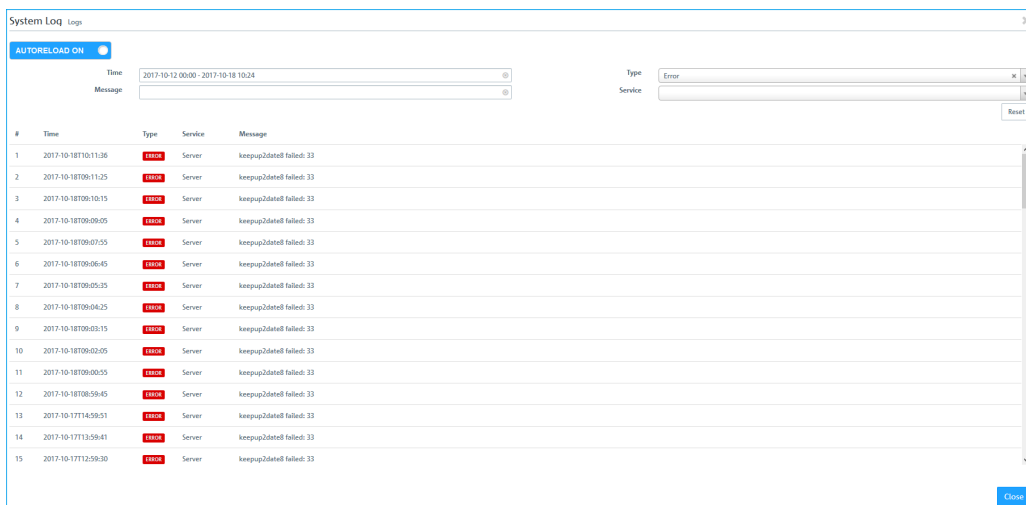 System Log Logs
AUTORELOAD ON
Time 2017-10-12 00:00 - 2017-10-18 10:24 Type Error
Message Service
Reset
# Time Type Service Message
1 2017-10-18T10:11:36 ERROR Server keepup2date8 failed: 33
2 2017-10-18T09:11:25 ERROR Server keepup2date8 failed: 33
3 2017-10-18T09:10:15 ERROR Server keepup2date8 failed: 33
4 2017-10-18T09:09:05 ERROR Server keepup2date8 failed: 33
5 2017-10-18T09:07:55 ERROR Server keepup2date8 failed: 33
6 2017-10-18T09:06:45 ERROR Server keepup2date8 failed: 33
7 2017-10-18T09:05:35 ERROR Server keepup2date8 failed: 33
8 2017-10-18T09:04:25 ERROR Server keepup2date8 failed: 33
9 2017-10-18T09:03:15 ERROR Server keepup2date8 failed: 33
10 2017-10-18T09:02:05 ERROR Server keepup2date8 failed: 33
11 2017-10-18T09:00:55 ERROR Server keepup2date8 failed: 33
12 2017-10-18T08:59:45 ERROR Server keepup2date8 failed: 33
13 2017-10-17T14:59:51 ERROR Server keepup2date8 failed: 33
14 2017-10-17T13:59:41 ERROR Server keepup2date8 failed: 33
15 2017-10-17T12:59:30 ERROR Server keepup2date8 failed: 33
Close